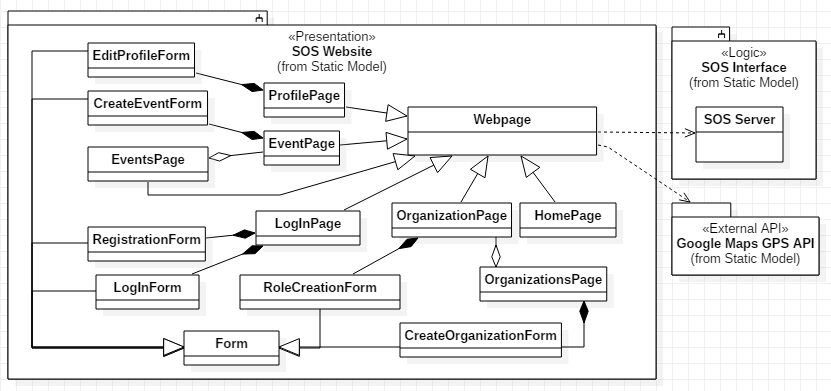 «Presentation»
SOS Website
(from Static Model)
EditProfileForm
ProfilePage
CreateEventForm
Webpage
EventPage
EventsPage
LogInPage
OrganizationPage
HomePage
RegistrationForm
LogInForm
RoleCreationForm
OrganizationsPage
Form
CreateOrganizationForm
«Logic»
SOS Interface
(from Static Model)
SOS Server
«External API»
Google Maps GPS API
(from Static Model)